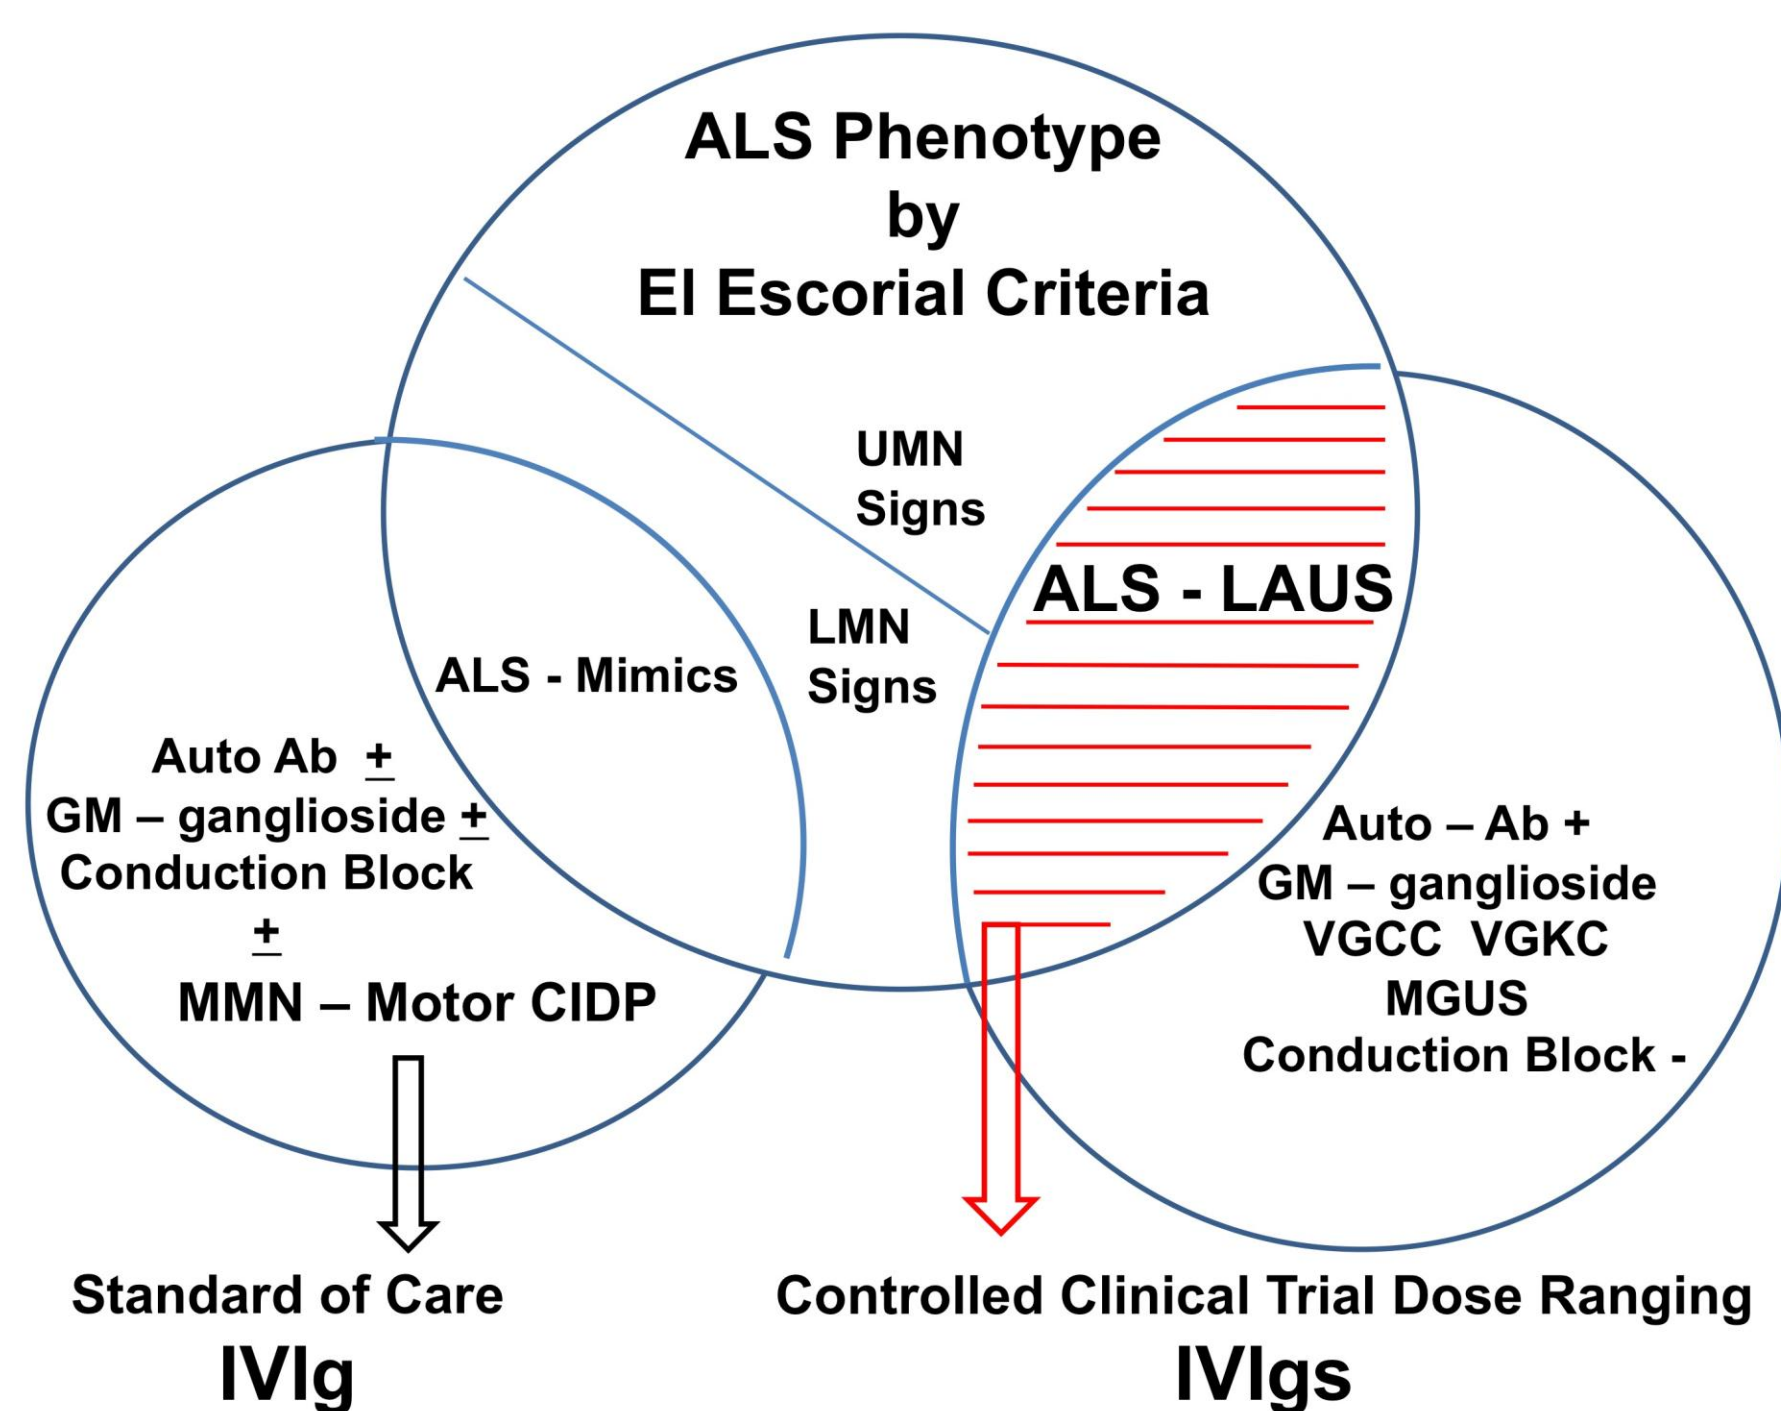 ALS Phenotype
by
El Escorial Criteria
UMN
Signs
LMN
Signs
ALS - LAUS
ALS - Mimics
Auto Ab ±
GM – ganglioside ±
Conduction Block
±
MMN – Motor CIDP
Auto – Ab +
GM – ganglioside
VGCC VGKC
MGUS
Conduction Block -
Standard of Care
IVIg
Controlled Clinical Trial Dose Ranging
IVIgs